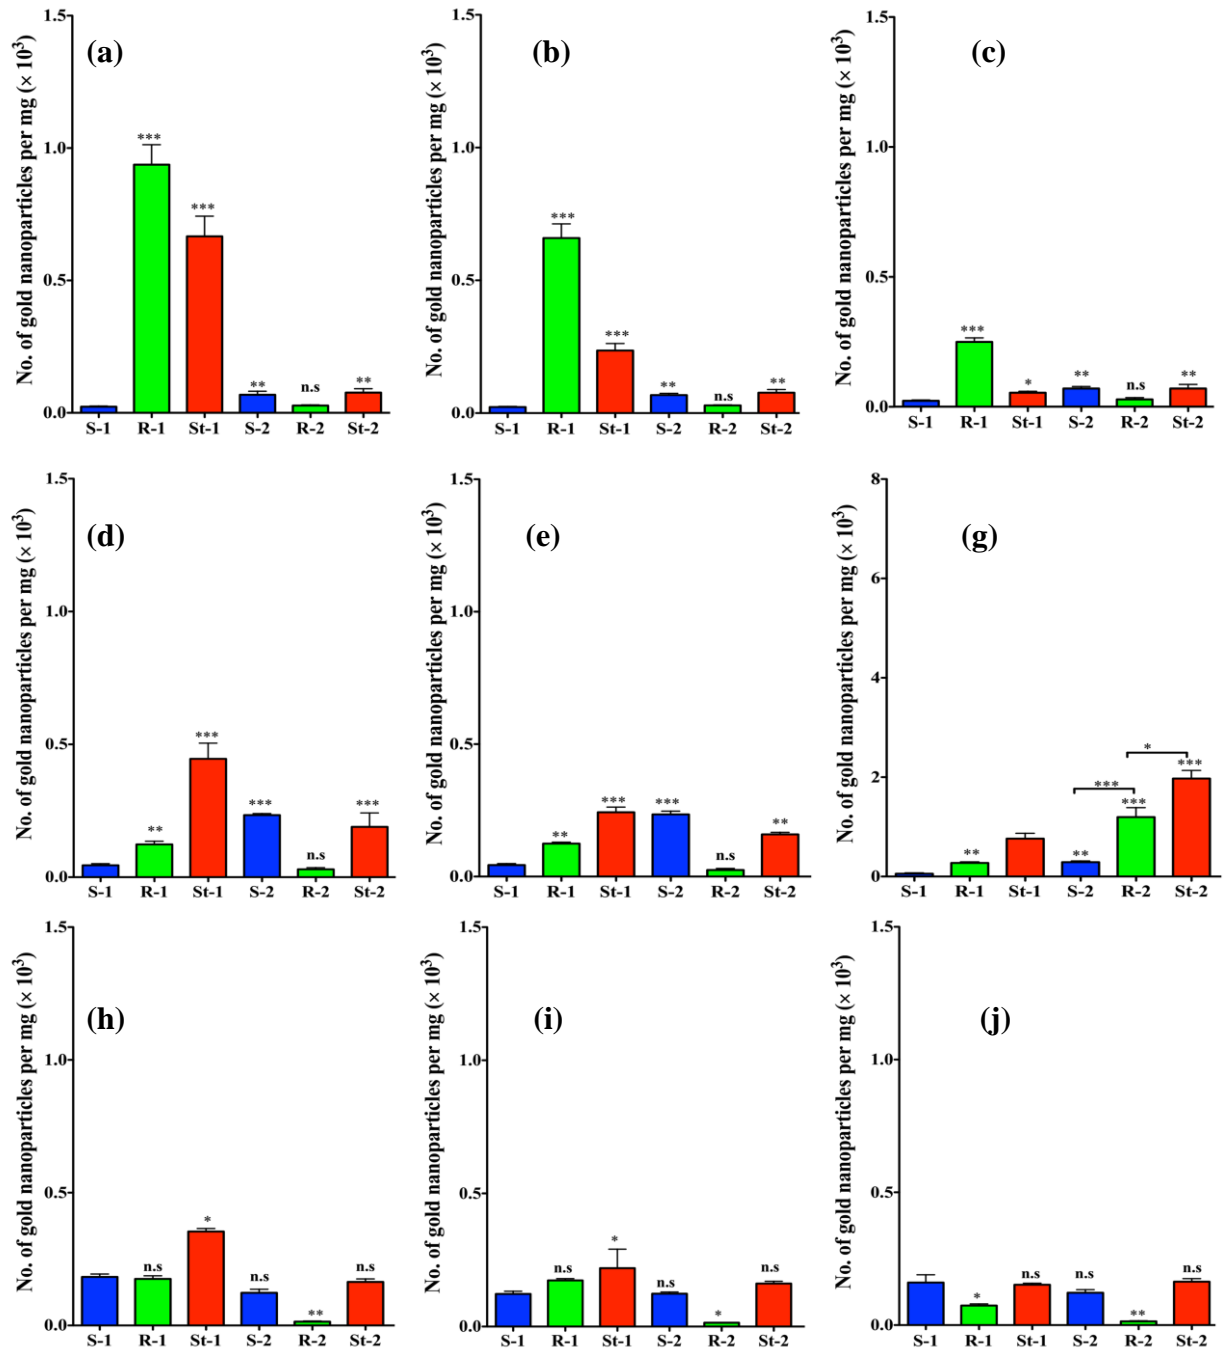 No. of gold nanoparticles per mg (× 10³)
1.5
1.0
0.5
0.0
(a)
***
***
**
n.s
**
S-1 R-1 St-1 S-2 R-2 St-2
No. of gold nanoparticles per mg (× 10³)
1.5
1.0
0.5
0.0
(b)
***
***
**
n.s
**
S-1 R-1 St-1 S-2 R-2 St-2
No. of gold nanoparticles per mg (× 10³)
1.5
1.0
0.5
0.0
(c)
***
*
**
n.s
**
S-1 R-1 St-1 S-2 R-2 St-2
No. of gold nanoparticles per mg (× 10³)
1.5
1.0
0.5
0.0
(d)
**
***
***
n.s
***
S-1 R-1 St-1 S-2 R-2 St-2
No. of gold nanoparticles per mg (× 10³)
1.5
1.0
0.5
0.0
(e)
**
***
***
n.s
**
S-1 R-1 St-1 S-2 R-2 St-2
No. of gold nanoparticles per mg (× 10³)
8
6
4
2
0
(g)
*
***
***
***
**
**
S-1 R-1 St-1 S-2 R-2 St-2
No. of gold nanoparticles per mg (× 10³)
1.5
1.0
0.5
0.0
(h)
n.s
*
n.s
**
n.s
S-1 R-1 St-1 S-2 R-2 St-2
No. of gold nanoparticles per mg (× 10³)
1.5
1.0
0.5
0.0
(i)
n.s
*
n.s
*
n.s
S-1 R-1 St-1 S-2 R-2 St-2
No. of gold nanoparticles per mg (× 10³)
1.5
1.0
0.5
0.0
(j)
*
n.s
n.s
**
n.s
S-1 R-1 St-1 S-2 R-2 St-2